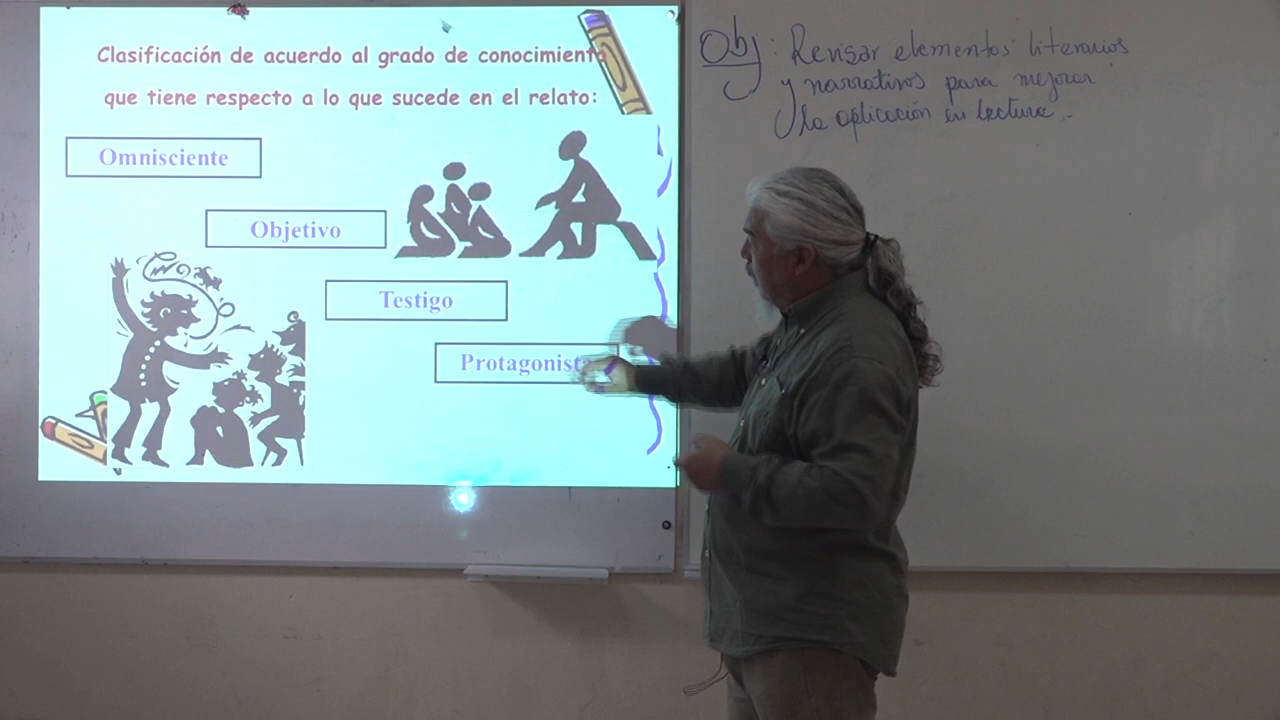 Clasificación de acuerdo al grado de conocimiento
que tiene respecto a lo que sucede en el relato:
Omnisciente
Objetivo
Testigo
Protagonista
Obj: Revisar elementos literarios
y narrativos para mejorar
la aplicación en lectura.